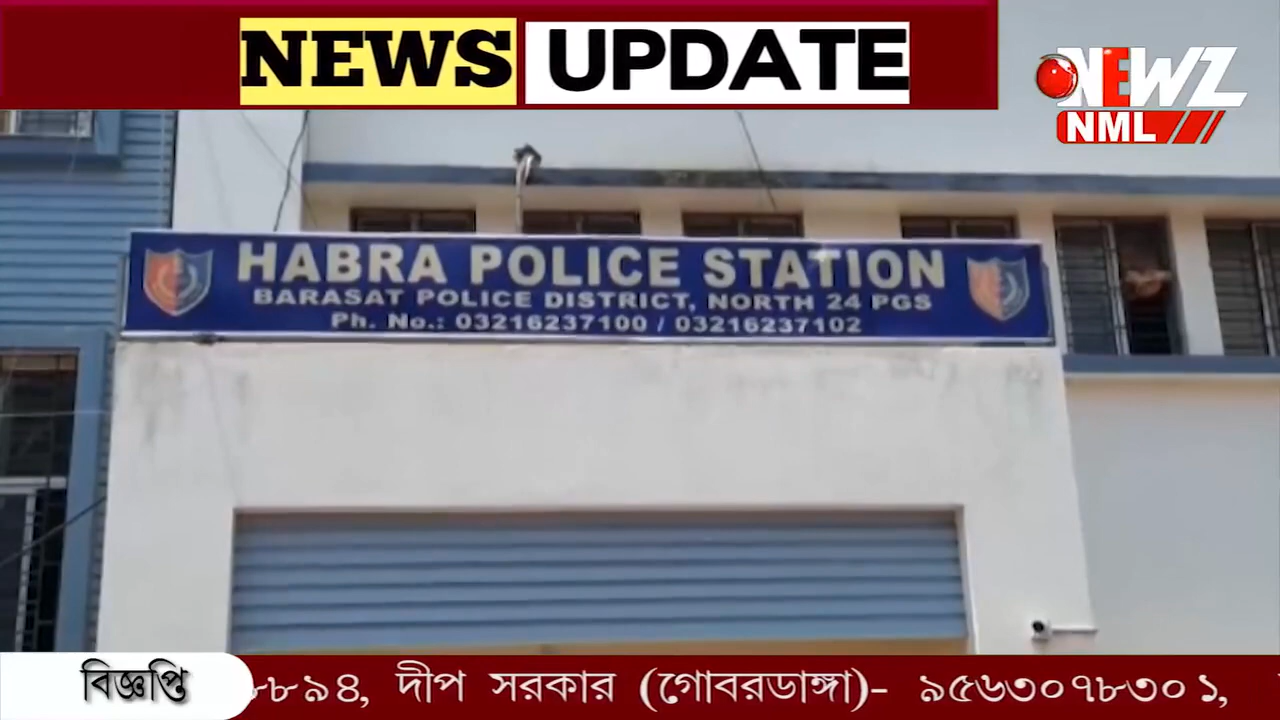 NEWS UPDATE
NEWZ
NML
HABRA POLICE STATION
BARASAT POLICE DISTRICT, NORTH 24 PGS
Ph. No.: 03216237100 / 03216237102
বিজ্ঞপ্তি
৮৯৪, দীপ সরকার (গোবরডাঙ্গা)- ৯৫৬৩০৭৮৩০১,